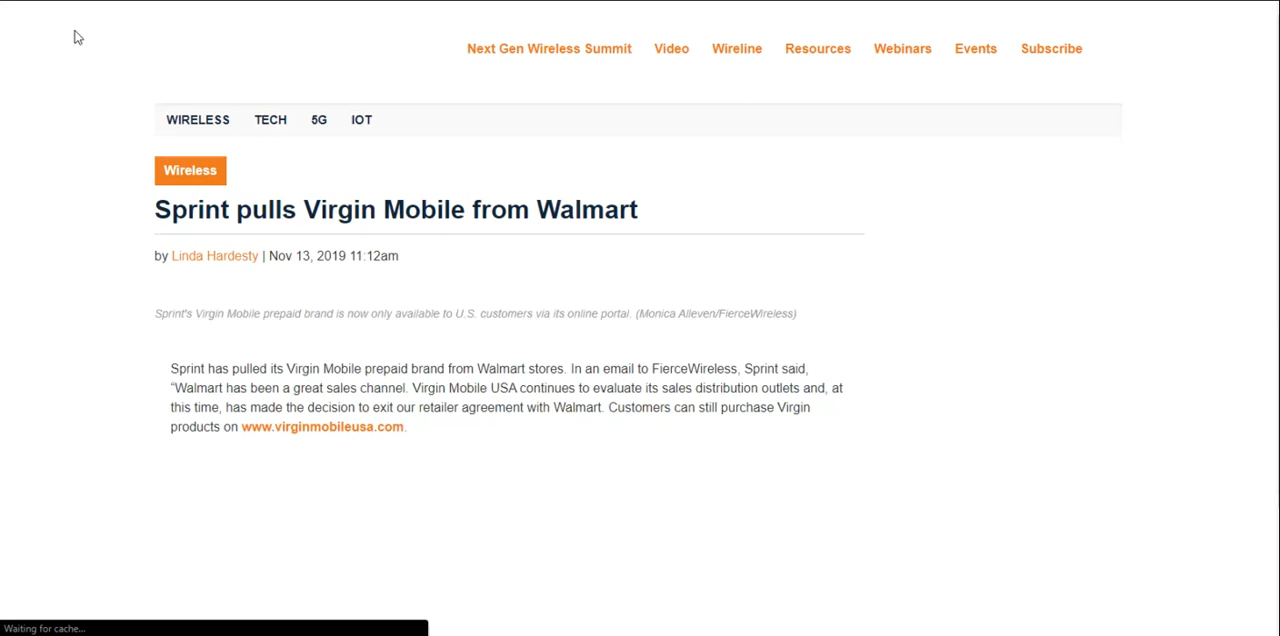 Next Gen Wireless Summit Video Wireline Resources Webinars Events Subscribe
WIRELESS TECH 5G IOT
Wireless
Sprint pulls Virgin Mobile from Walmart
by Linda Hardesty | Nov 13, 2019 11:12am
Sprint's Virgin Mobile prepaid brand is now only available to U.S. customers via its online portal. (Monica Alleven/FierceWireless)
Sprint has pulled its Virgin Mobile prepaid brand from Walmart stores. In an email to FierceWireless, Sprint said,
“Walmart has been a great sales channel. Virgin Mobile USA continues to evaluate its sales distribution outlets and, at
this time, has made the decision to exit our retailer agreement with Walmart. Customers can still purchase Virgin
products on www.virginmobileusa.com.
Waiting for cache...